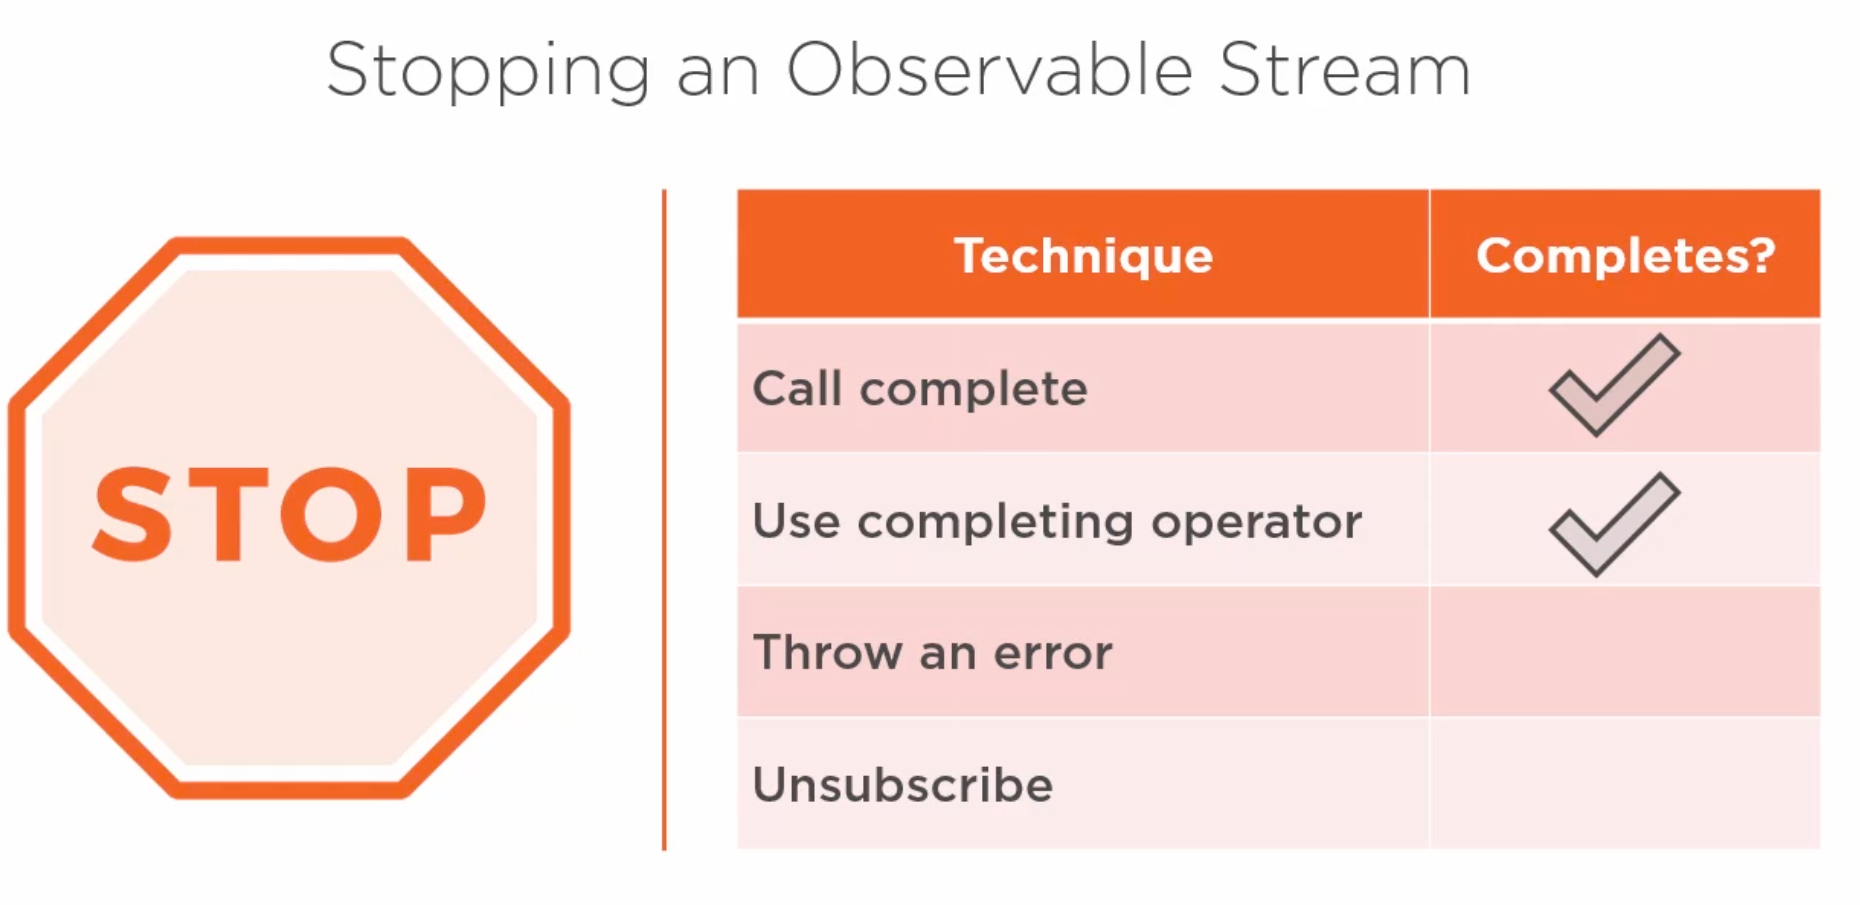 Stopping an Observable Stream
STOP
Technique Completes?
Call complete
Use completing operator
Throw an error
Unsubscribe